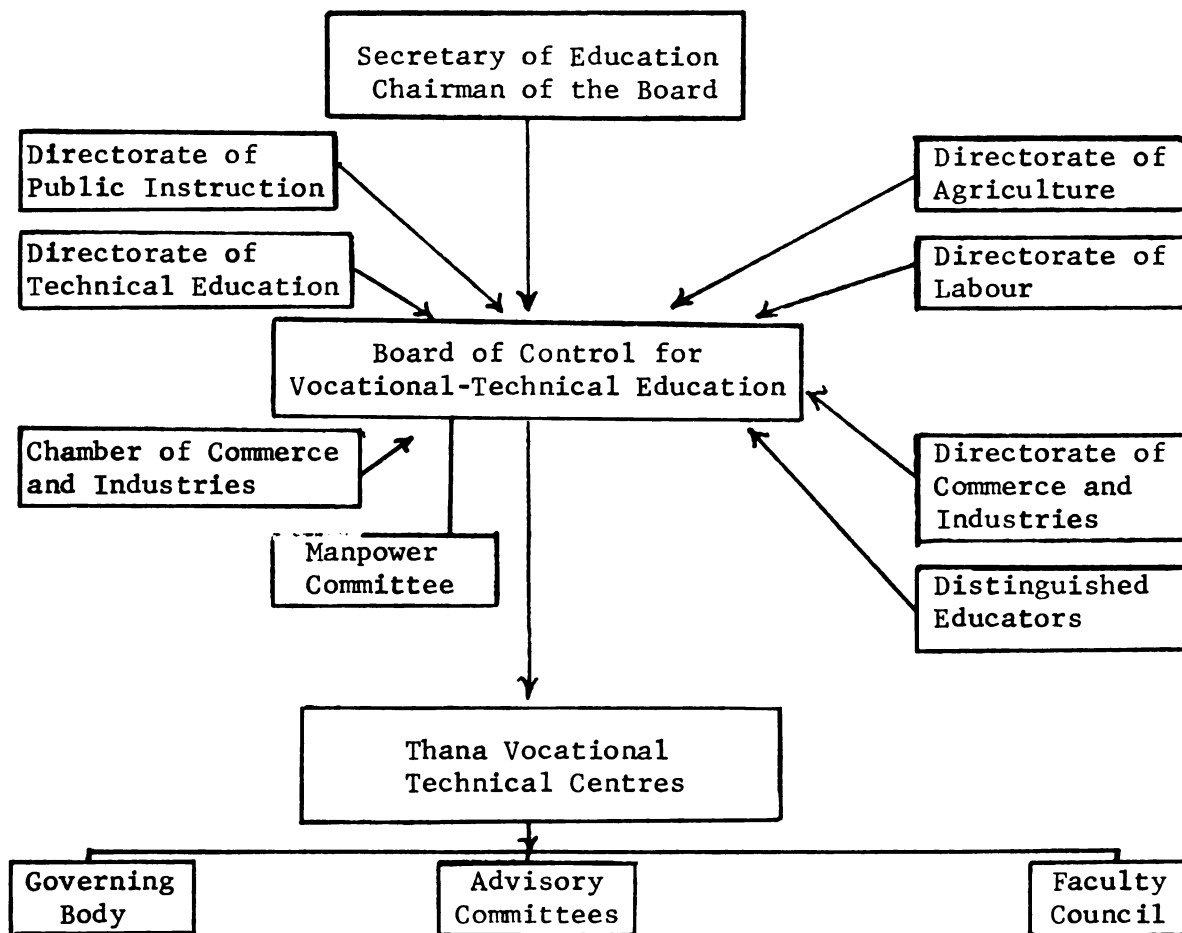 Secretary of Education
Chairman of the Board
Directorate of
Public Instruction
Directorate of
Agriculture
Directorate of
Technical Education
Directorate of
Labour
Board of Control for
Vocational-Technical Education
Chamber of Commerce
and Industries
Directorate of
Commerce and
Industries
Manpower
Committee
Distinguished
Educators
Thana Vocational
Technical Centres
Governing
Body
Advisory
Committees
Faculty
Council